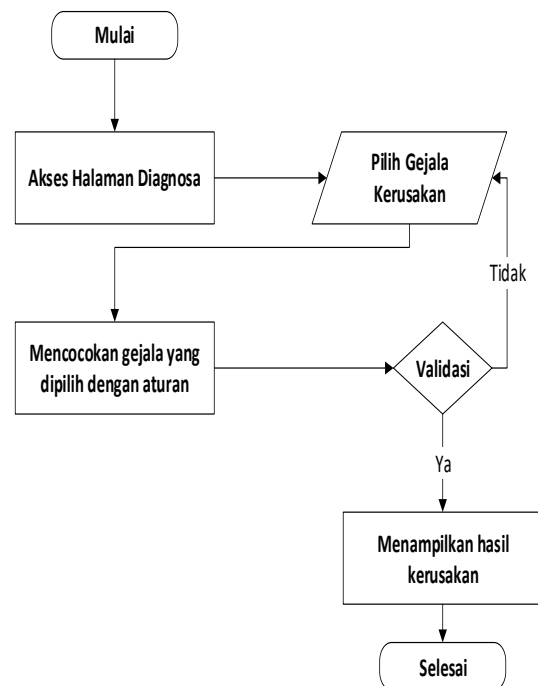 Mulai
Akses Halaman Diagnosa
Pilih Gejala
Kerusakan
Tidak
Mencocokan gejala yang
dipilih dengan aturan
Validasi
Ya
Menampilkan hasil
kerusakan
Selesai